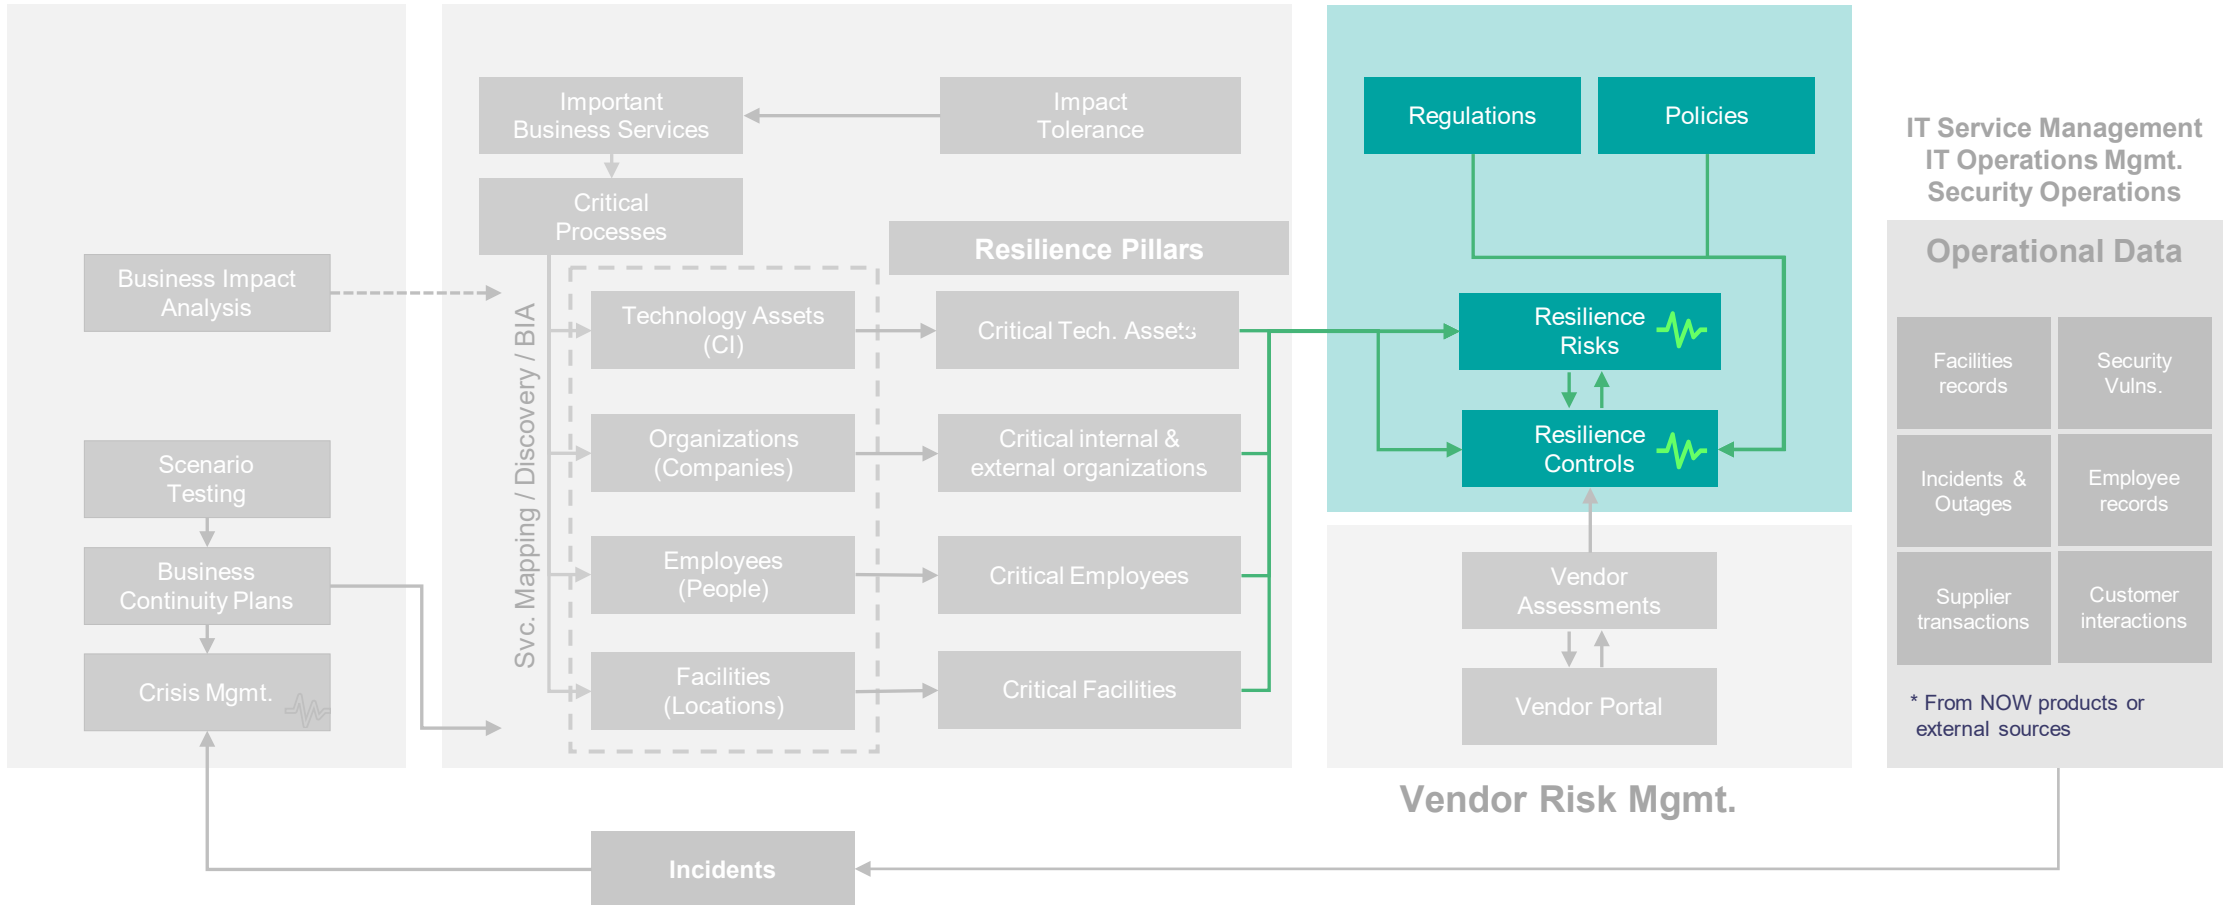 Business Impact
Analysis
Scenario
Testing
Business
Continuity Plans
Crisis Mgmt.
Important
Business Services
Impact
Tolerance
Critical
Processes
Resilience Pillars
Svc. Mapping / Discovery / BIA
Technology Assets
(CI)
Critical Tech. Assets
Organizations
(Companies)
Critical internal &
external organizations
Employees
(People)
Critical Employees
Facilities
(Locations)
Critical Facilities
Regulations
Policies
Resilience
Risks
Resilience
Controls
Vendor
Assessments
Vendor Portal
Vendor Risk Mgmt.
IT Service Management
IT Operations Mgmt.
Security Operations
Operational Data
Facilities
records
Security
Vulns.
Incidents &
Outages
Employee
records
Supplier
transactions
Customer
interactions
* From NOW products or
external sources
Incidents